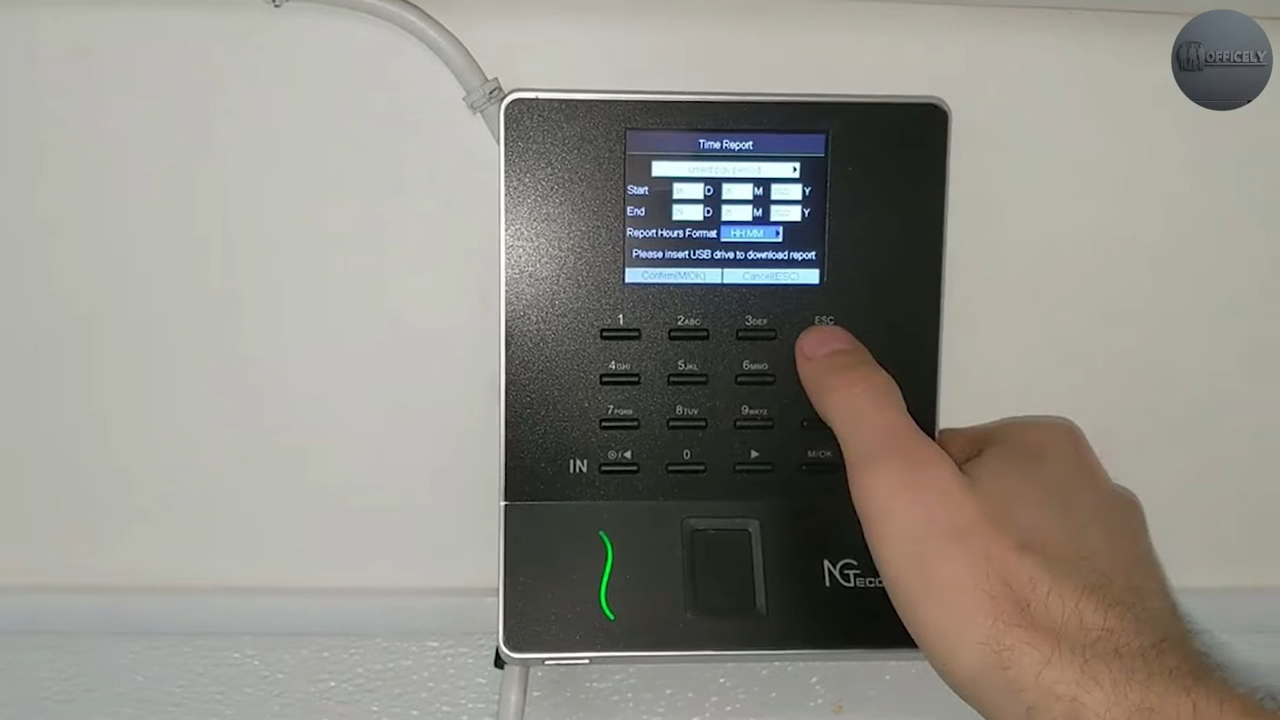 OFFICELY
Time Report
Start D M Y
End D M Y
Report Hours Format HH:MM
Please insert USB drive to download report
Confirm(M/OK) Cancel(ESC)
1 2ABC 3DEF ESC
4GHI 5JKL 6MNO
7PQRS 8TUV 9WXYZ
IN 0 M/OK
NGTECO